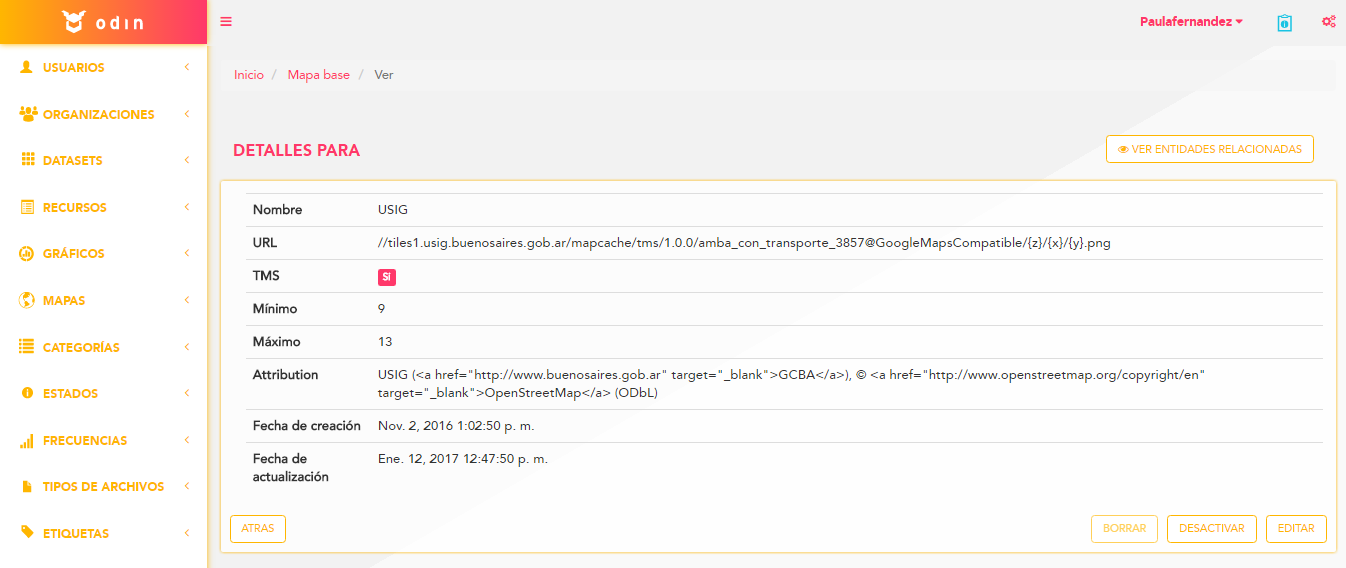 odin
Paulafernandez
USUARIOS
ORGANIZACIONES
DATASETS
RECURSOS
GRÁFICOS
MAPAS
CATEGORÍAS
ESTADOS
FRECUENCIAS
TIPOS DE ARCHIVOS
ETIQUETAS
Inicio / Mapa base / Ver
DETALLES PARA
VER ENTIDADES RELACIONADAS
Nombre USIG
URL //tiles1.usig.buenosaires.gob.ar/mapcache/tms/1.0.0/amba_con_transporte_3857@GoogleMapsCompatible/{z}/{x}/{y}.png
TMS Sí
Mínimo 9
Máximo 13
Attribution USIG (<a href="http://www.buenosaires.gob.ar" target="_blank">GCBA</a>), © <a href="http://www.openstreetmap.org/copyright/en"
target="_blank">OpenStreetMap</a> (ODbL)
Fecha de creación Nov. 2, 2016 1:02:50 p. m.
Fecha de Ene. 12, 2017 12:47:50 p. m.
actualización
ATRAS
BORRAR
DESACTIVAR
EDITAR